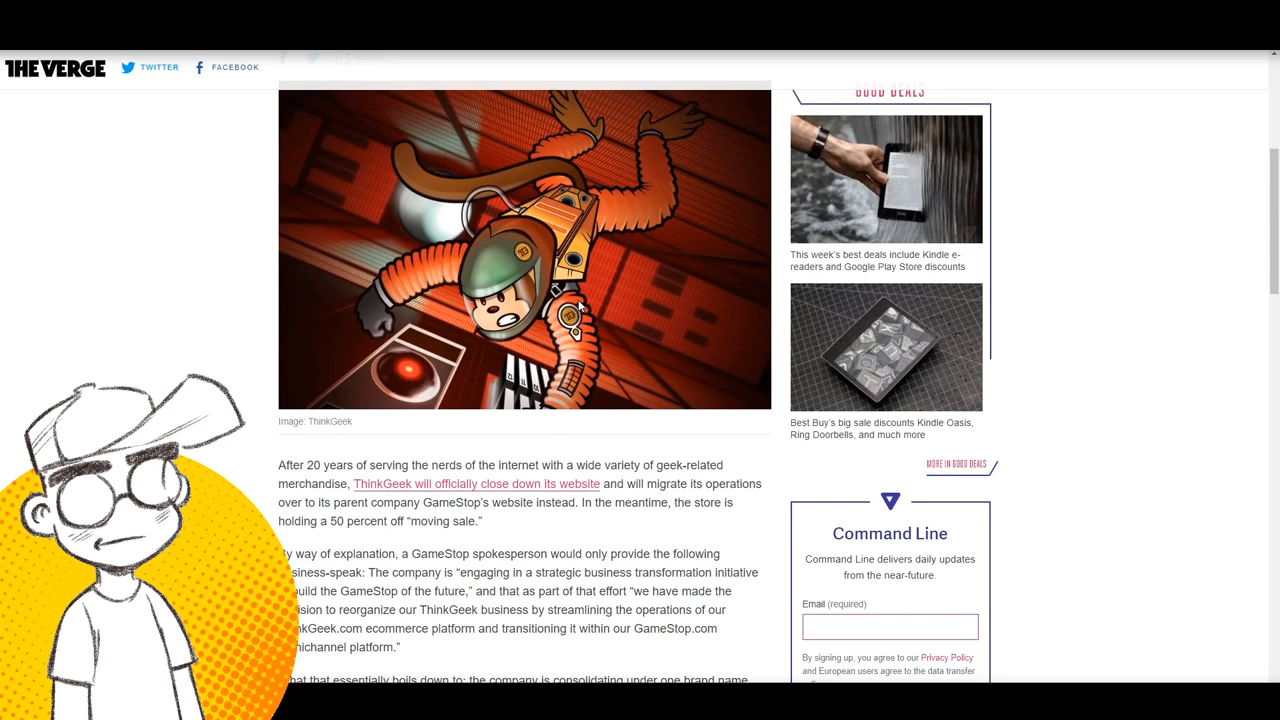 THE VERGE
TWITTER
FACEBOOK
GOOD DEALS
TG
TG
This week's best deals include Kindle e-
readers and Google Play Store discounts
Best Buy's big sale discounts Kindle Oasis,
Ring Doorbells, and much more
MORE IN GOOD DEALS
Image: ThinkGeek
After 20 years of serving the nerds of the internet with a wide variety of geek-related
merchandise, ThinkGeek will officially close down its website and will migrate its operations
over to its parent company GameStop's website instead. In the meantime, the store is
holding a 50 percent off “moving sale.”
By way of explanation, a GameStop spokesperson would only provide the following
siness-speak: The company is “engaging in a strategic business transformation initiative
build the GameStop of the future,” and that as part of that effort “we have made the
ision to reorganize our ThinkGeek business by streamlining the operations of our
nkGeek.com ecommerce platform and transitioning it within our GameStop.com
nichannel platform.”
hat that essentially boils down to: the company is consolidating under one brand name
Command Line
Command Line delivers daily updates
from the near-future.
Email (required)
By signing up, you agree to our Privacy Policy
and European users agree to the data transfer